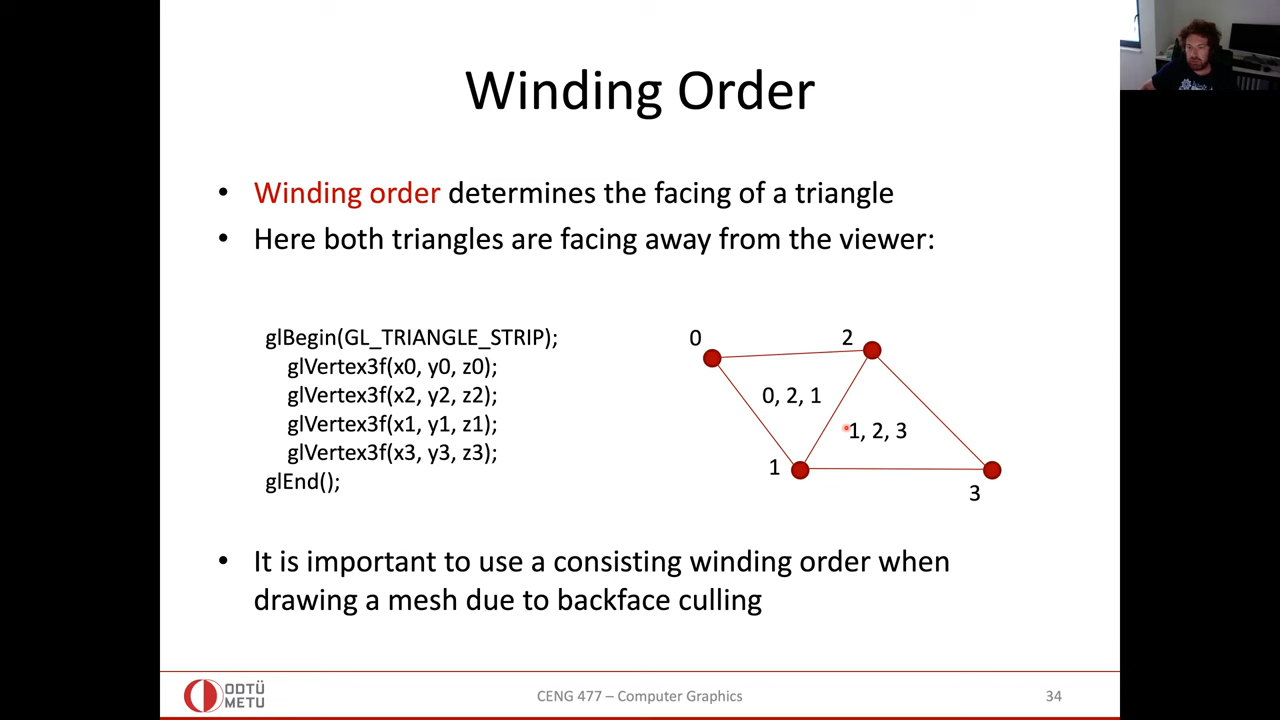 Winding Order
• Winding order determines the facing of a triangle
• Here both triangles are facing away from the viewer:
glBegin(GL_TRIANGLE_STRIP);
glVertex3f(x0, y0, z0);
glVertex3f(x2, y2, z2);
glVertex3f(x1, y1, z1);
glVertex3f(x3, y3, z3);
glEnd();
0
2
0, 2, 1
1, 2, 3
1
3
• It is important to use a consisting winding order when
drawing a mesh due to backface culling
ODTÜ
METU
CENG 477 – Computer Graphics
34